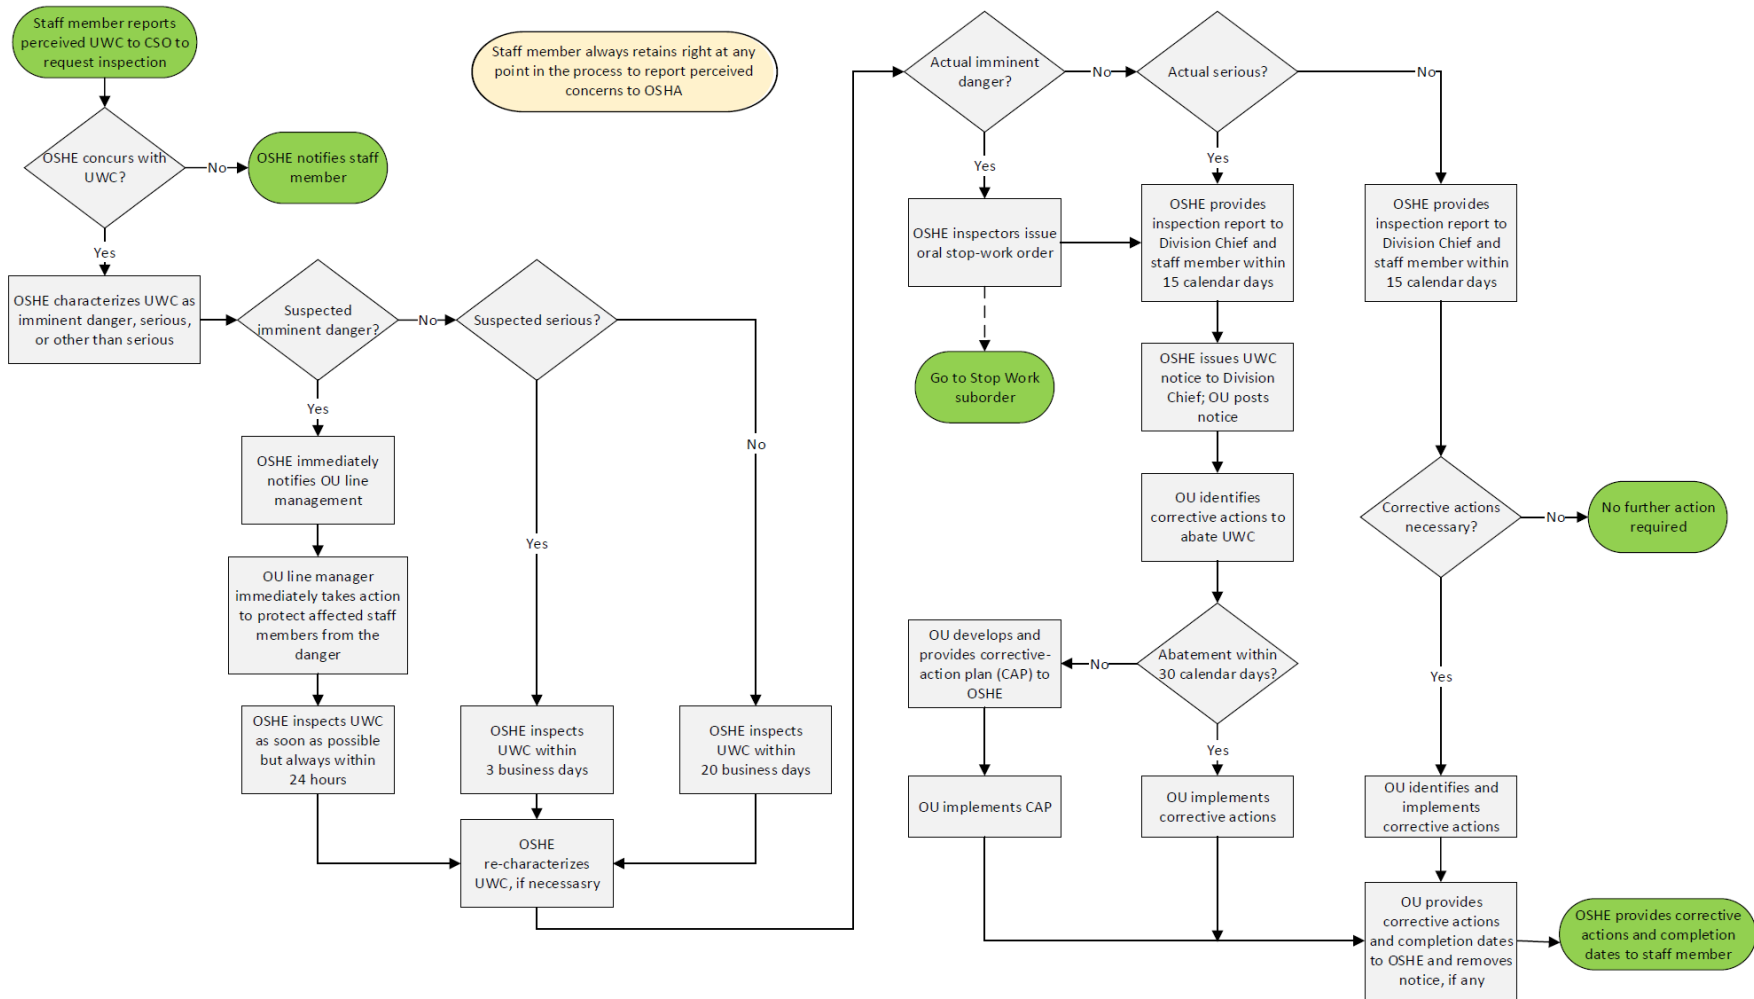 Staff member reports
perceived UWC to CSO to
request inspection
Staff member always retains right at any
point in the process to report perceived
concerns to OSHA
OSHE concurs with
UWC?
No
OSHE notifies staff
member
Yes
OSHE characterizes UWC as
imminent danger, serious,
or other than serious
Suspected
imminent danger?
No
Suspected serious?
Yes
OSHE immediately
notifies OU line
management
OU line manager
immediately takes action
to protect affected staff
members from the
danger
OSHE inspects UWC
as soon as possible
but always within
24 hours
Yes
OSHE inspects
UWC within
3 business days
No
OSHE inspects
UWC within
20 business days
OSHE
re-characterizes
UWC, if necessasry
Actual imminent
danger?
No
Actual serious?
No
Yes
OSHE inspectors issue
oral stop-work order
Go to Stop Work
suborder
Yes
OSHE provides
inspection report to
Division Chief and
staff member within
15 calendar days
OSHE issues UWC
notice to Division
Chief; OU posts
notice
OU identifies
corrective actions to
abate UWC
Abatement within
30 calendar days?
No
OU develops and
provides corrective-
action plan (CAP) to
OSHE
OU implements CAP
Yes
OU implements
corrective actions
OSHE provides
inspection report to
Division Chief and
staff member within
15 calendar days
Corrective actions
necessary?
No
No further action
required
Yes
OU identifies and
implements
corrective actions
OU provides
corrective actions
and completion dates
to OSHE and removes
notice, if any
OSHE provides corrective
actions and completion
dates to staff member